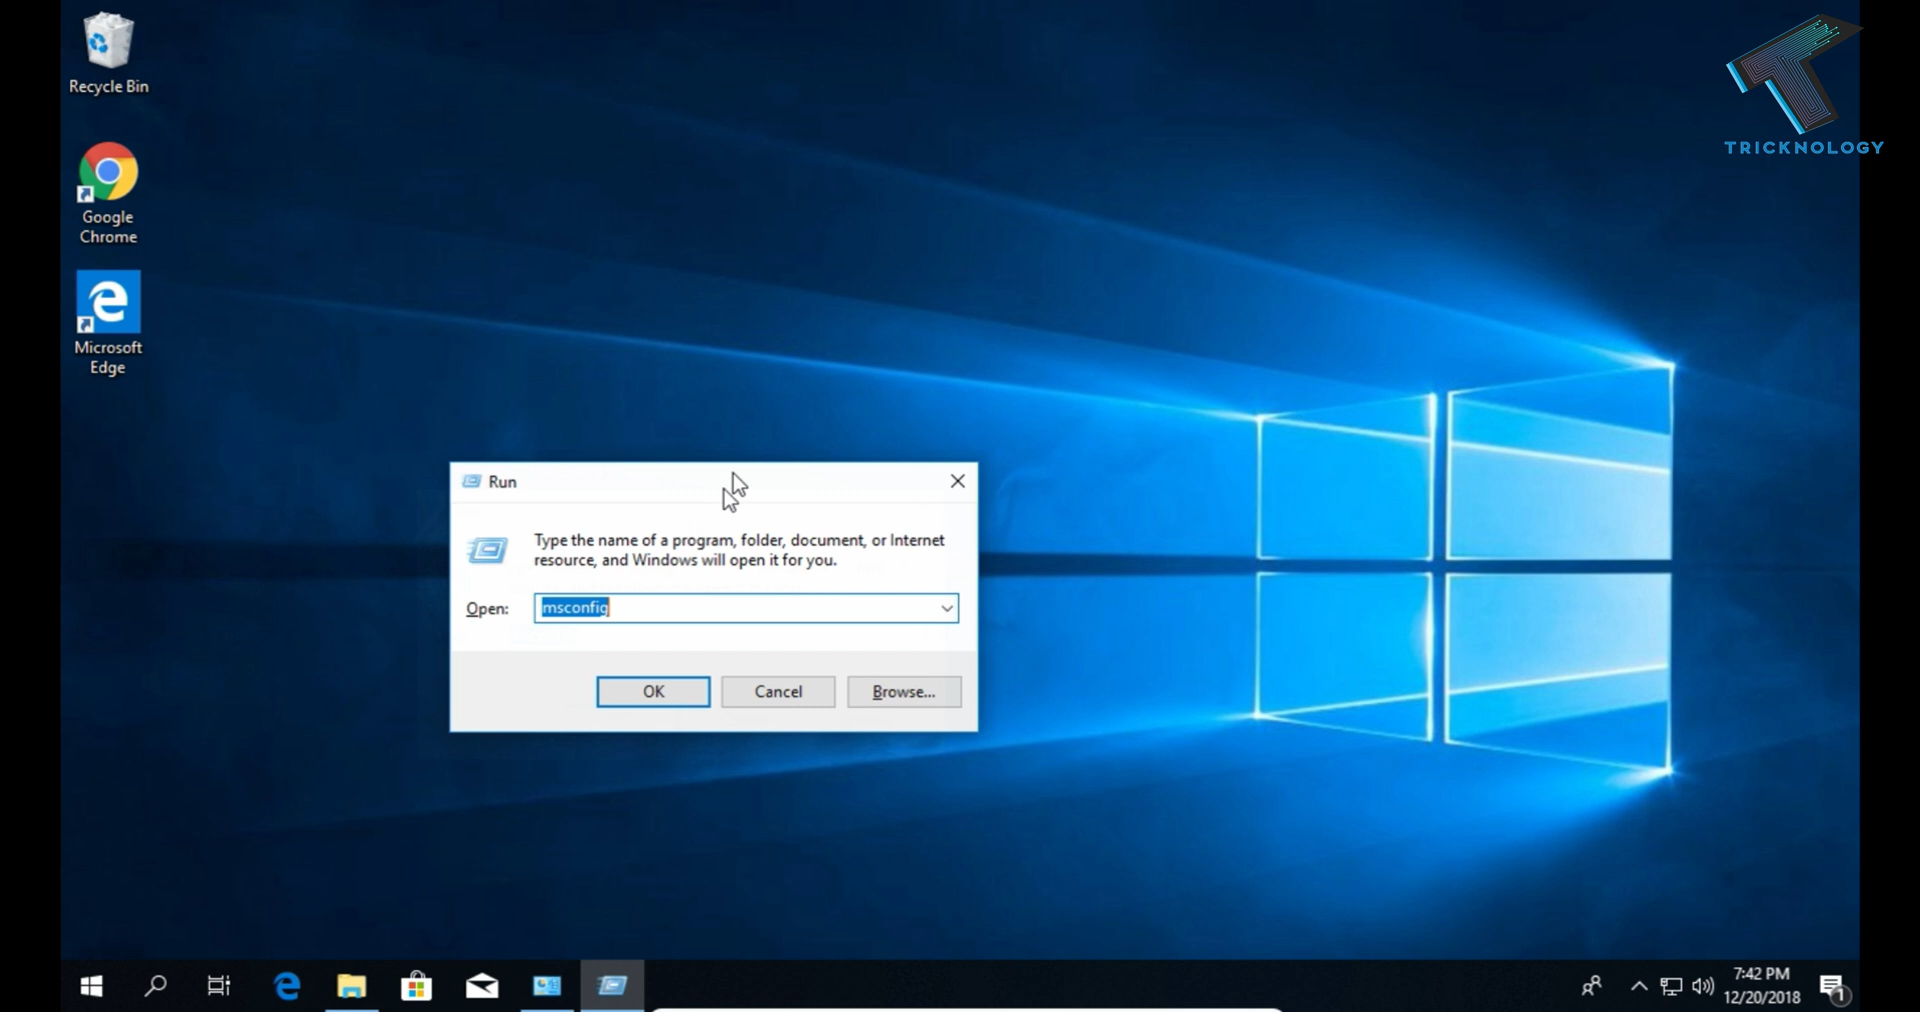 Recycle Bin
TRICKNOLOGY
Google
Chrome
Microsoft
Edge
Run
Type the name of a program, folder, document, or Internet
resource, and Windows will open it for you.
Open:
msconfig
OK
Cancel
Browse...
7:42 PM
12/20/2018
1